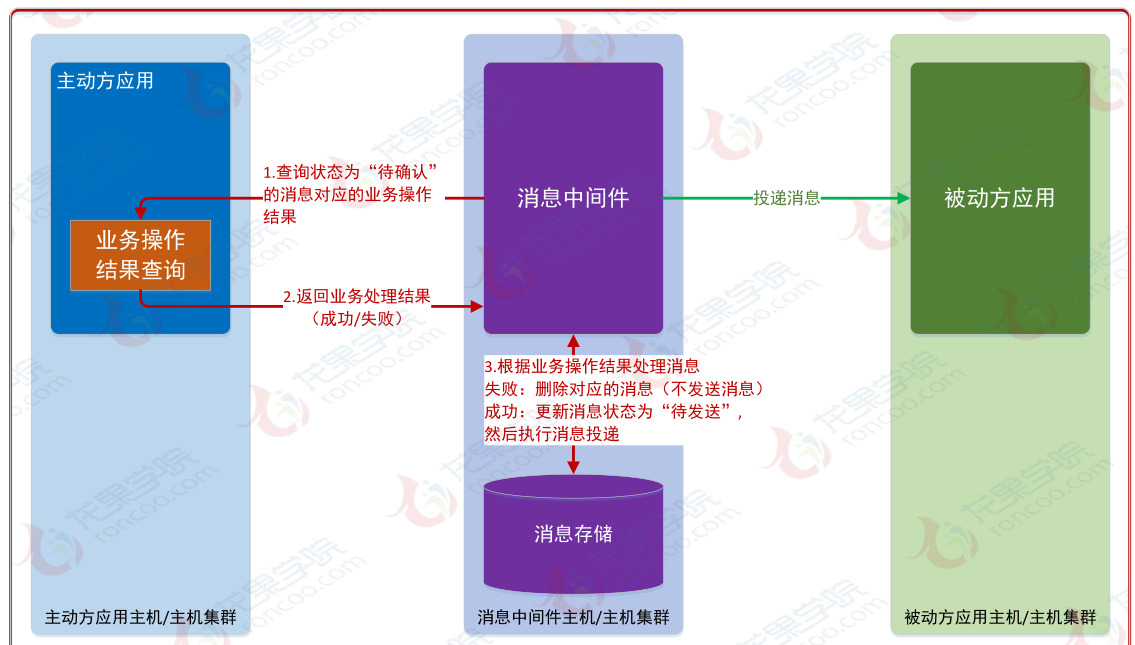 主动方应用
1.查询状态为“待确认”
的消息对应的业务操作
结果
业务操作
结果查询
2.返回业务处理结果
（成功/失败）
消息中间件
投递消息
被动方应用
3.根据业务操作结果处理消息
失败：删除对应的消息（不发送消息）
成功：更新消息状态为“待发送”,
然后执行消息投递
消息存储
主动方应用主机/主机集群
消息中间件主机/主机集群
被动方应用主机/主机集群
龙果学院
roncoo.com